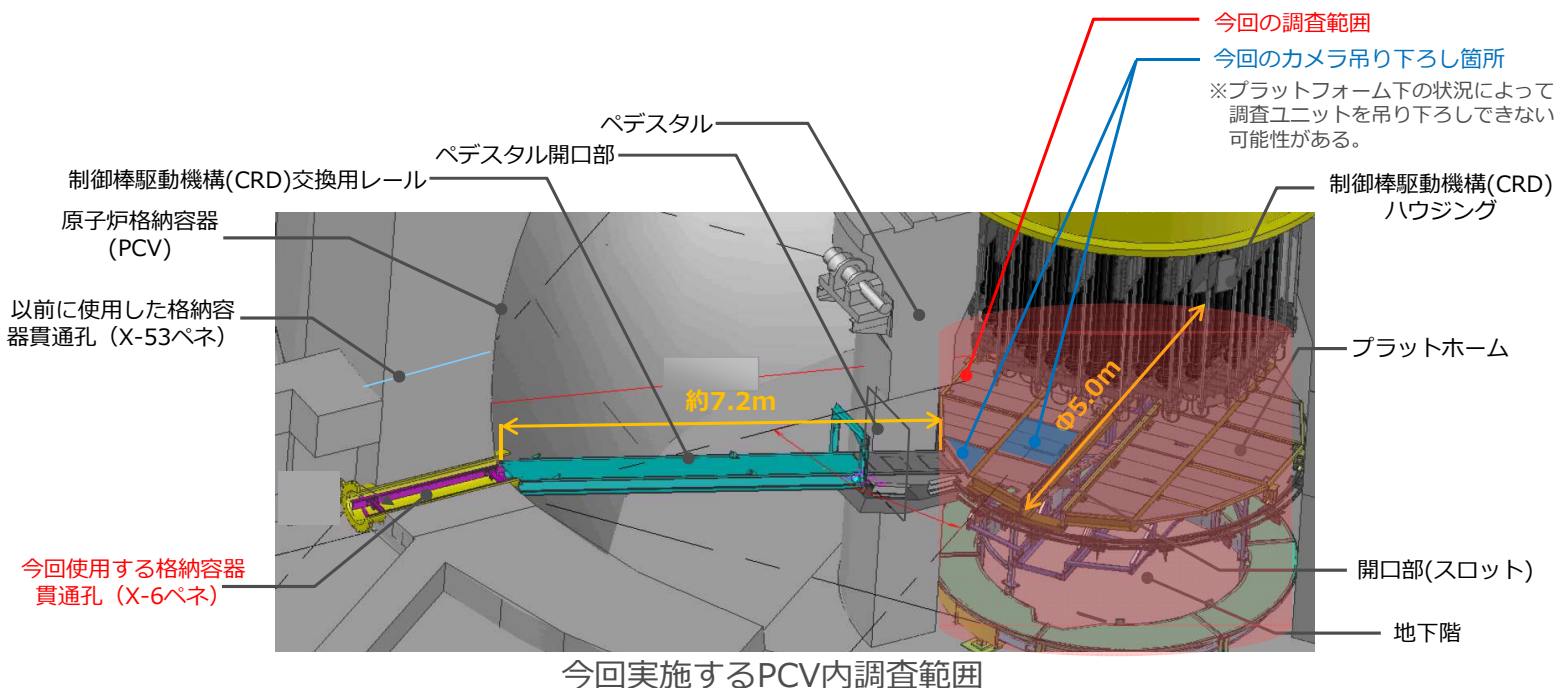 今回の調査範囲
今回のカメラ吊り下ろし箇所
※プラットフォーム下の状況によって
調査ユニットを吊り下ろしできない
可能性がある。
ペデスタル
ペデスタル開口部
制御棒駆動機構(CRD)交換用レール
原子炉格納容器
(PCV)
以前に使用した格納容
器貫通孔（X-53ペネ）
今回使用する格納容器
貫通孔（X-6ペネ）
約7.2m
Φ5.0m
制御棒駆動機構(CRD)
ハウジング
プラットホーム
開口部(スロット)
地下階
今回実施するPCV内調査範囲